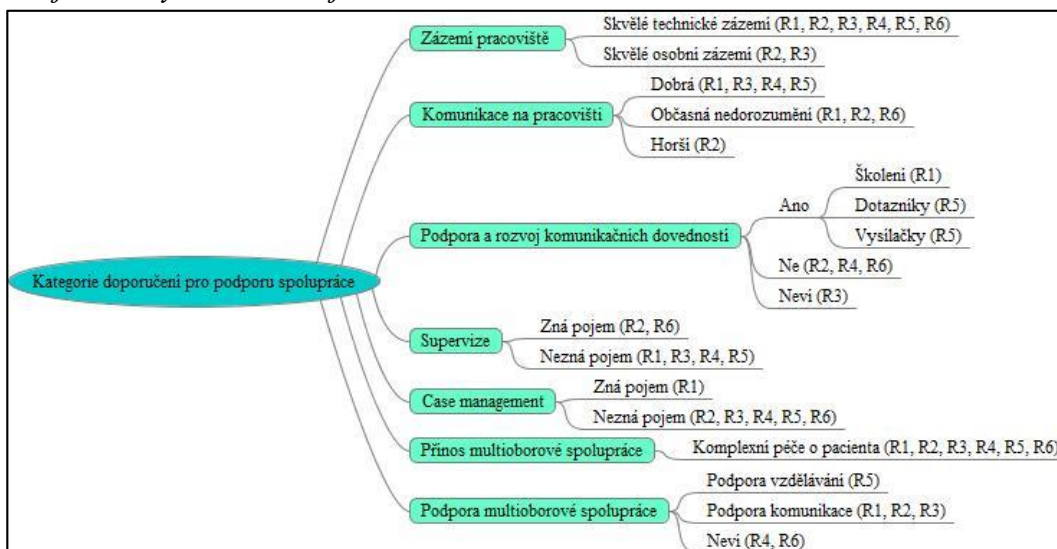 Kategorie doporučení pro podporu spolupráce
Zázemí pracoviště
Skvělé technické zázemí (R1, R2, R3, R4, R5, R6)
Skvělé osobní zázemí (R2, R3)
Komunikace na pracovišti
Dobrá (R1, R3, R4, R5)
Občasná nedorozumění (R1, R2, R6)
Horší (R2)
Podpora a rozvoj komunikačních dovedností
Ano
Školení (R1)
Dotazníky (R5)
Vysílačky (R5)
Ne (R2, R4, R6)
Neví (R3)
Supervize
Zná pojem (R2, R6)
Nezná pojem (R1, R3, R4, R5)
Case management
Zná pojem (R1)
Nezná pojem (R2, R3, R4, R5, R6)
Přínos multioborové spolupráce
Komplexní péče o pacienta (R1, R2, R3, R4, R5, R6)
Podpora multioborové spolupráce
Podpora vzdělávání (R5)
Podpora komunikace (R1, R2, R3)
Neví (R4, R6)